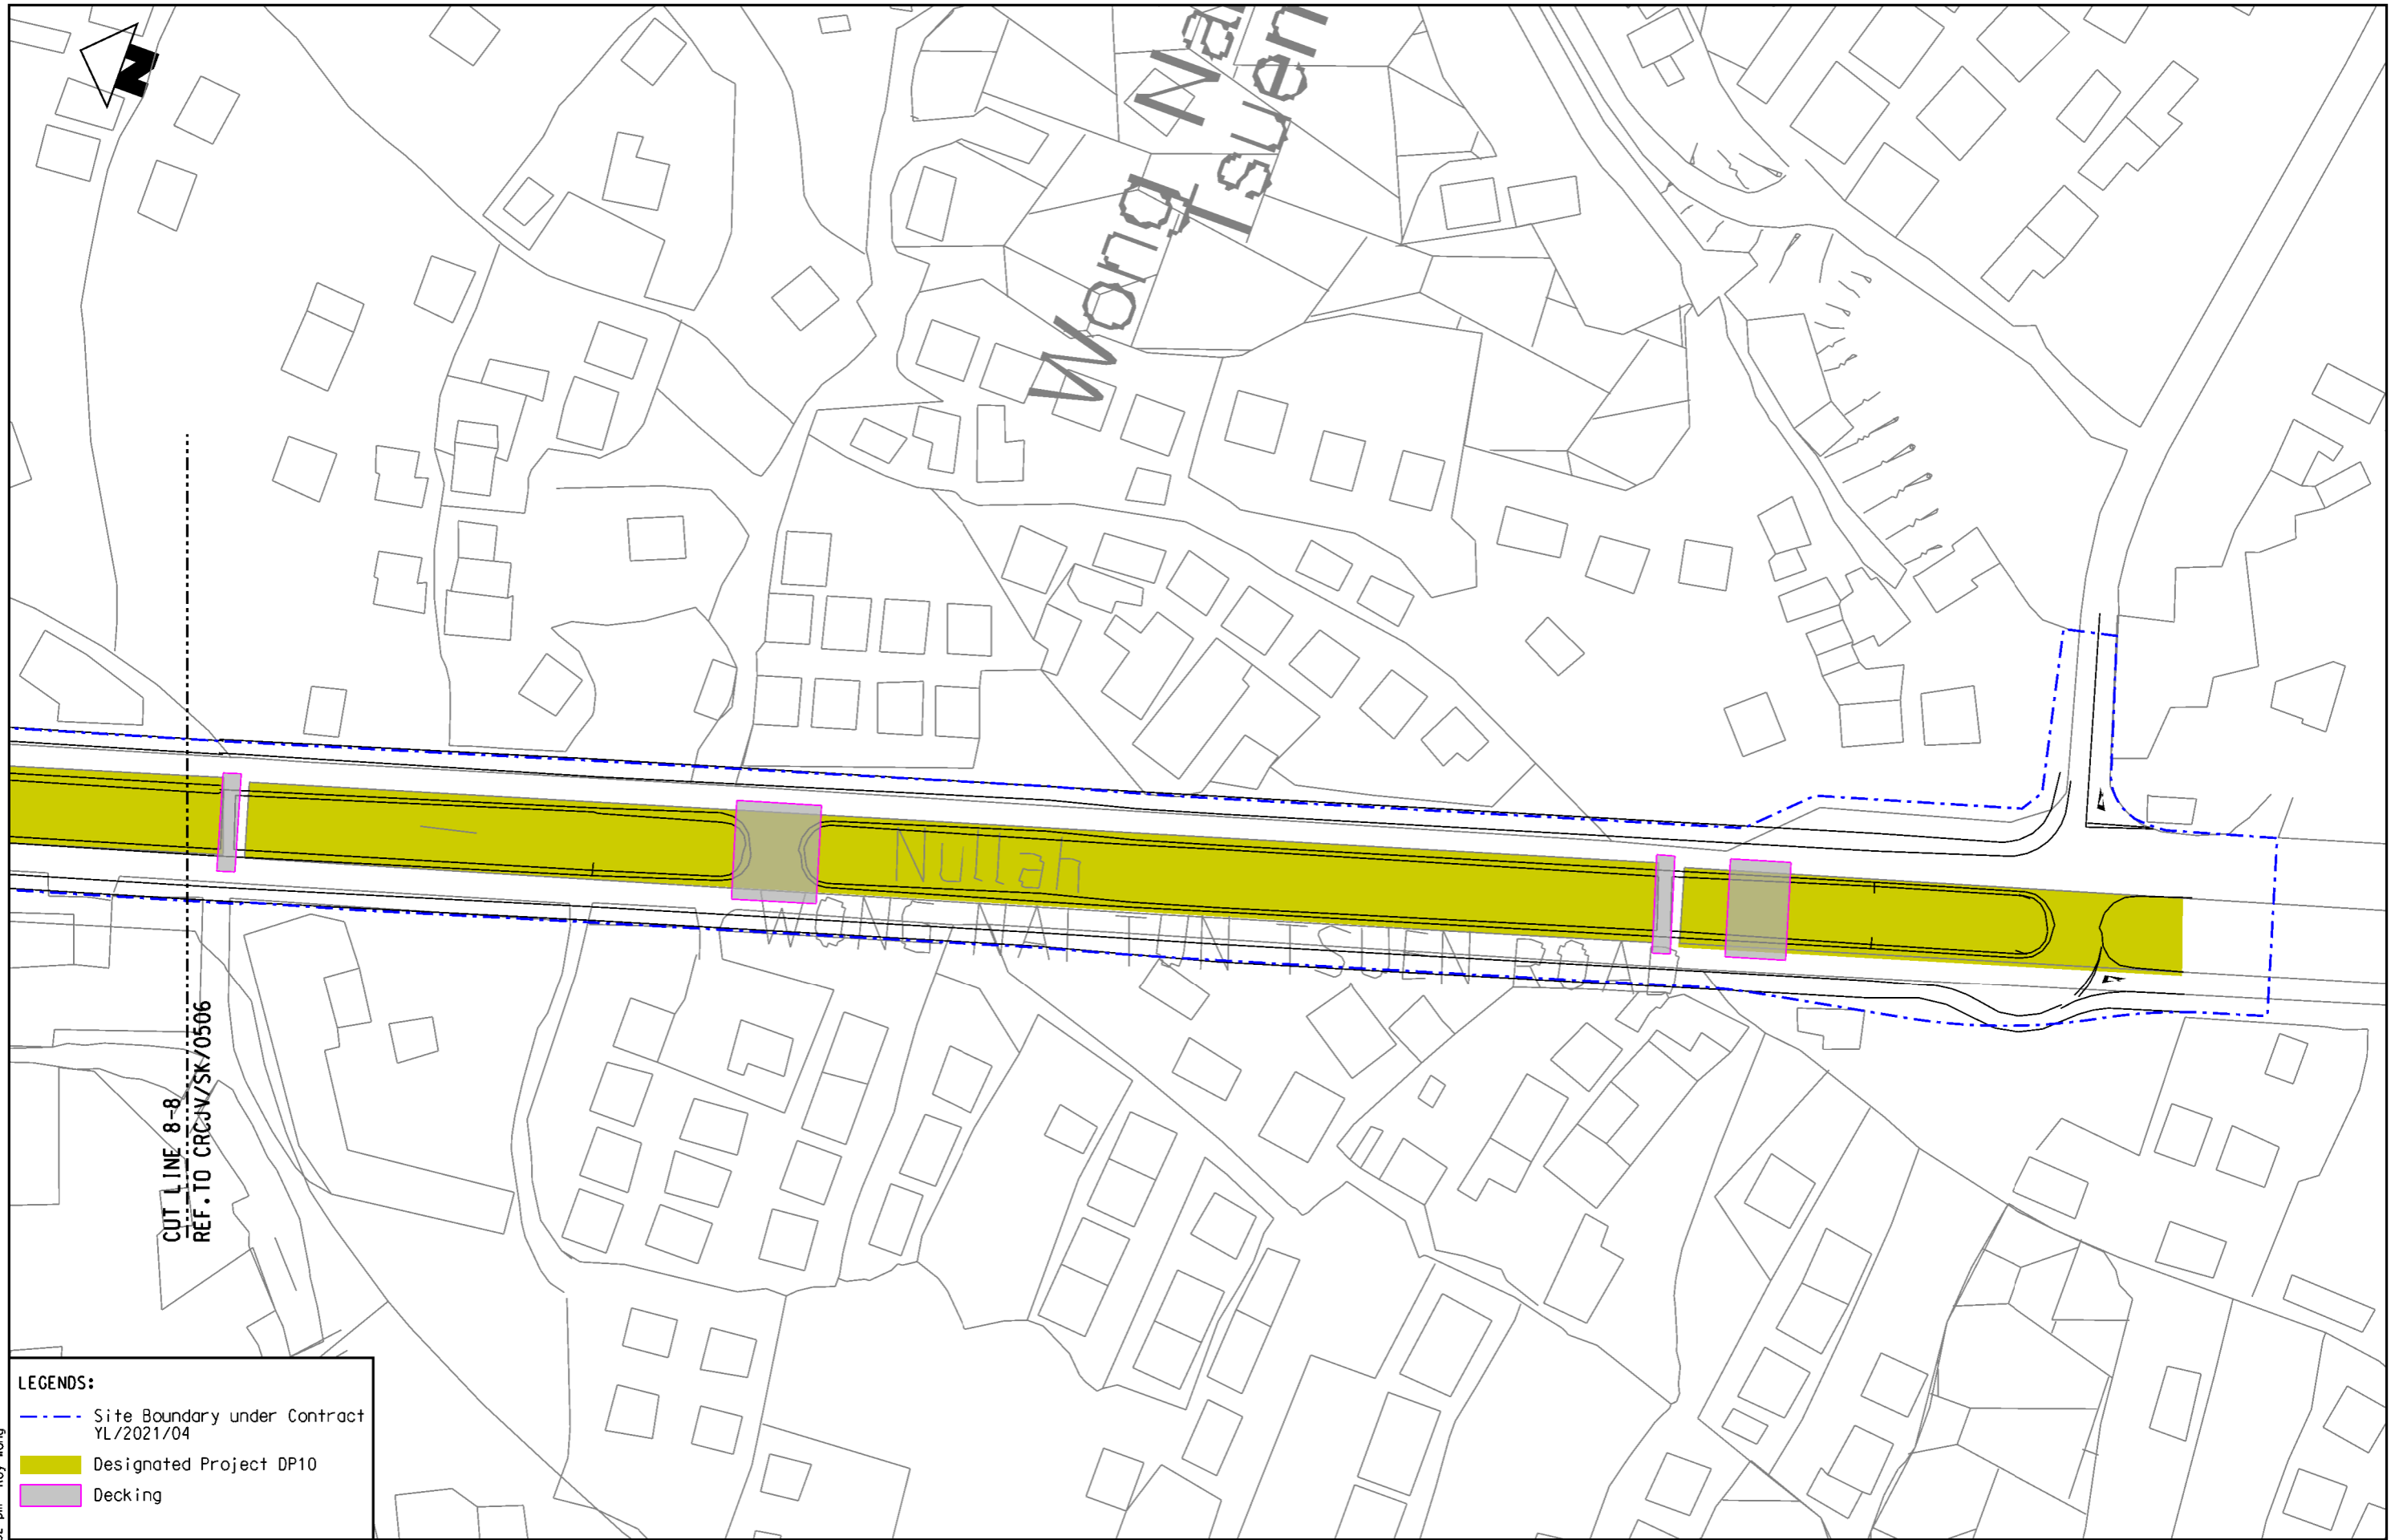 N
Wong Nai
Tsuen
Nullah
WONG NAI TUN TSUEN ROAD
CUT LINE 8-8
REF.TO CRCJV/SK/0506
LEGENDS:
Site Boundary under Contract
YL/2021/04
Designated Project DP10
Decking